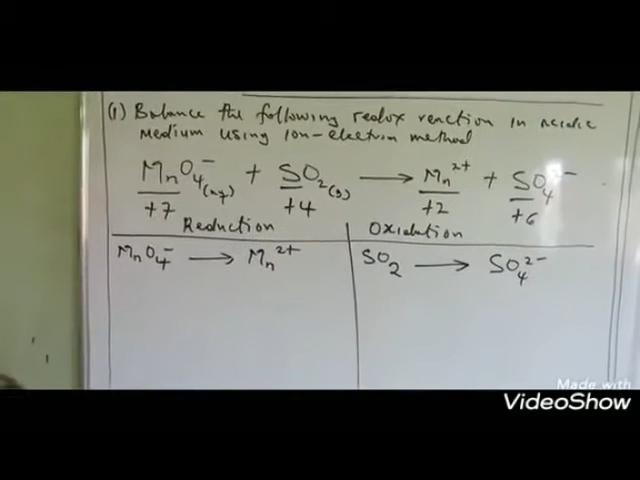 (1) Balance the following redox reaction in acidic
medium using ion-electron method
MnO₄⁻(aq) + SO₂(g) → Mn²⁺ + SO₄²⁻
+7 +4 +2 +6
Reduction Oxidation
MnO₄⁻ → Mn²⁺ SO₂ → SO₄²⁻
Made with
VideoShow